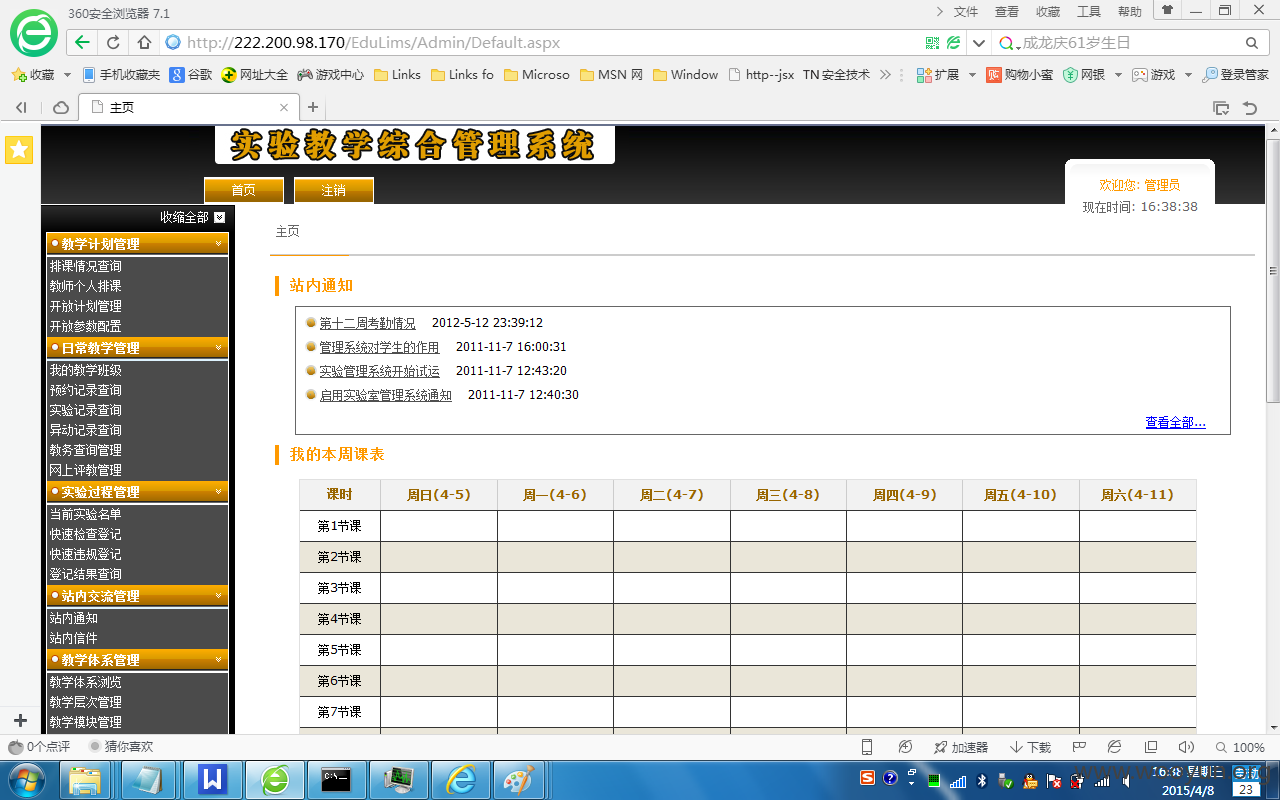 360安全浏览器 7.1
文件 查看 收藏 工具 帮助
http://222.200.98.170/EduLims/Admin/Default.aspx
成龙庆61岁生日
收藏 手机收藏夹 谷歌 网址大全 游戏中心 Links Links fo Microso MSN 网 Window http--jsx TN安全技术 扩展 购物小蜜 网银 游戏 登录管家
主页
实验教学综合管理系统
首页 注销
欢迎您: 管理员
现在时间: 16:38:38
收缩全部
教学计划管理
排课情况查询
教师个人排课
开放计划管理
开放参数配置
日常教学管理
我的教学班级
预约记录查询
实验记录查询
异动记录查询
教务查询管理
网上评教管理
实验过程管理
当前实验名单
快速检查登记
快速违规登记
登记结果查询
站内交流管理
站内通知
站内信件
教学体系管理
教学体系浏览
教学层次管理
教学模块管理
主页
站内通知
第十二周考勤情况 2012-5-12 23:39:12
管理系统对学生的作用 2011-11-7 16:00:31
实验管理系统开始试运 2011-11-7 12:43:20
启用实验室管理系统通知 2011-11-7 12:40:30
查看全部...
我的本周课表
课时 周日(4-5) 周一(4-6) 周二(4-7) 周三(4-8) 周四(4-9) 周五(4-10) 周六(4-11)
第1节课
第2节课
第3节课
第4节课
第5节课
第6节课
第7节课
0个点评 猜你喜欢
加速器 下载 100%
16:38 星期三
2015/4/8
23